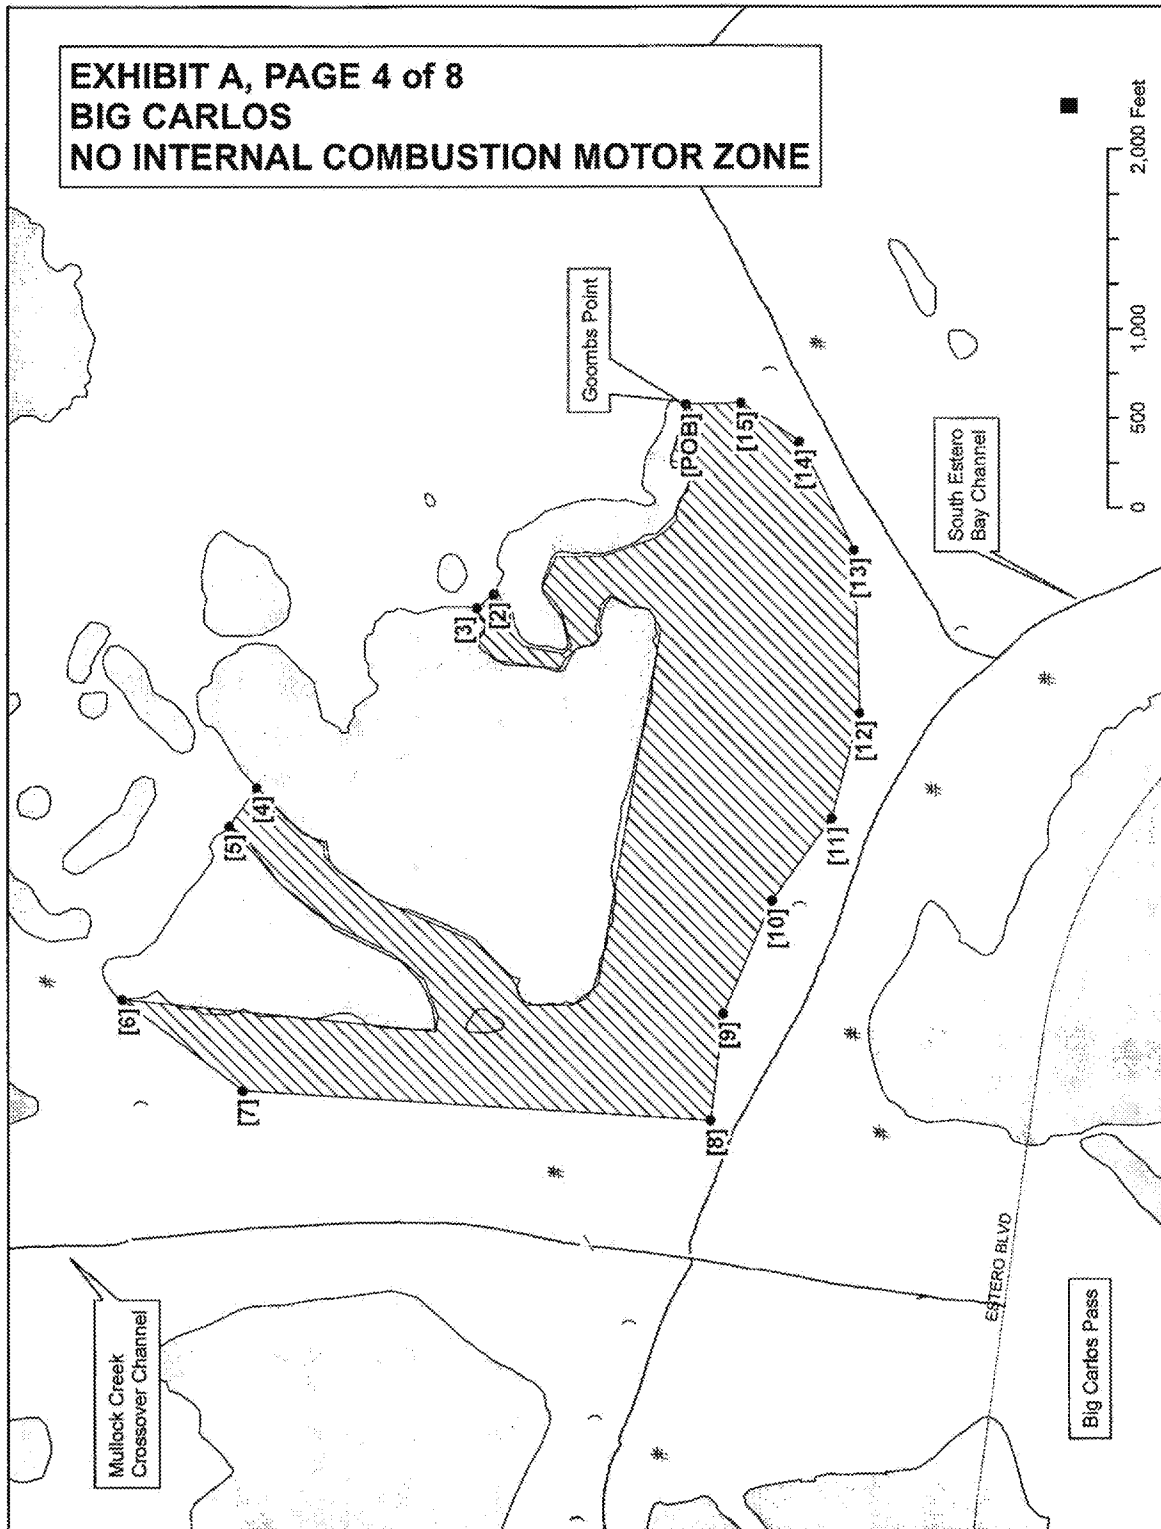 EXHIBIT A, PAGE 4 of 8
BIG CARLOS
NO INTERNAL COMBUSTION MOTOR ZONE
Mullock Creek
Crossover Channel
Goombs Point
South Estero
Bay Channel
Big Carlos Pass
ESTERO BLVD
[POB]
[2]
[3]
[4]
[5]
[6]
[7]
[8]
[9]
[10]
[11]
[12]
[13]
[14]
[15]
0 500 1,000 2,000 Feet